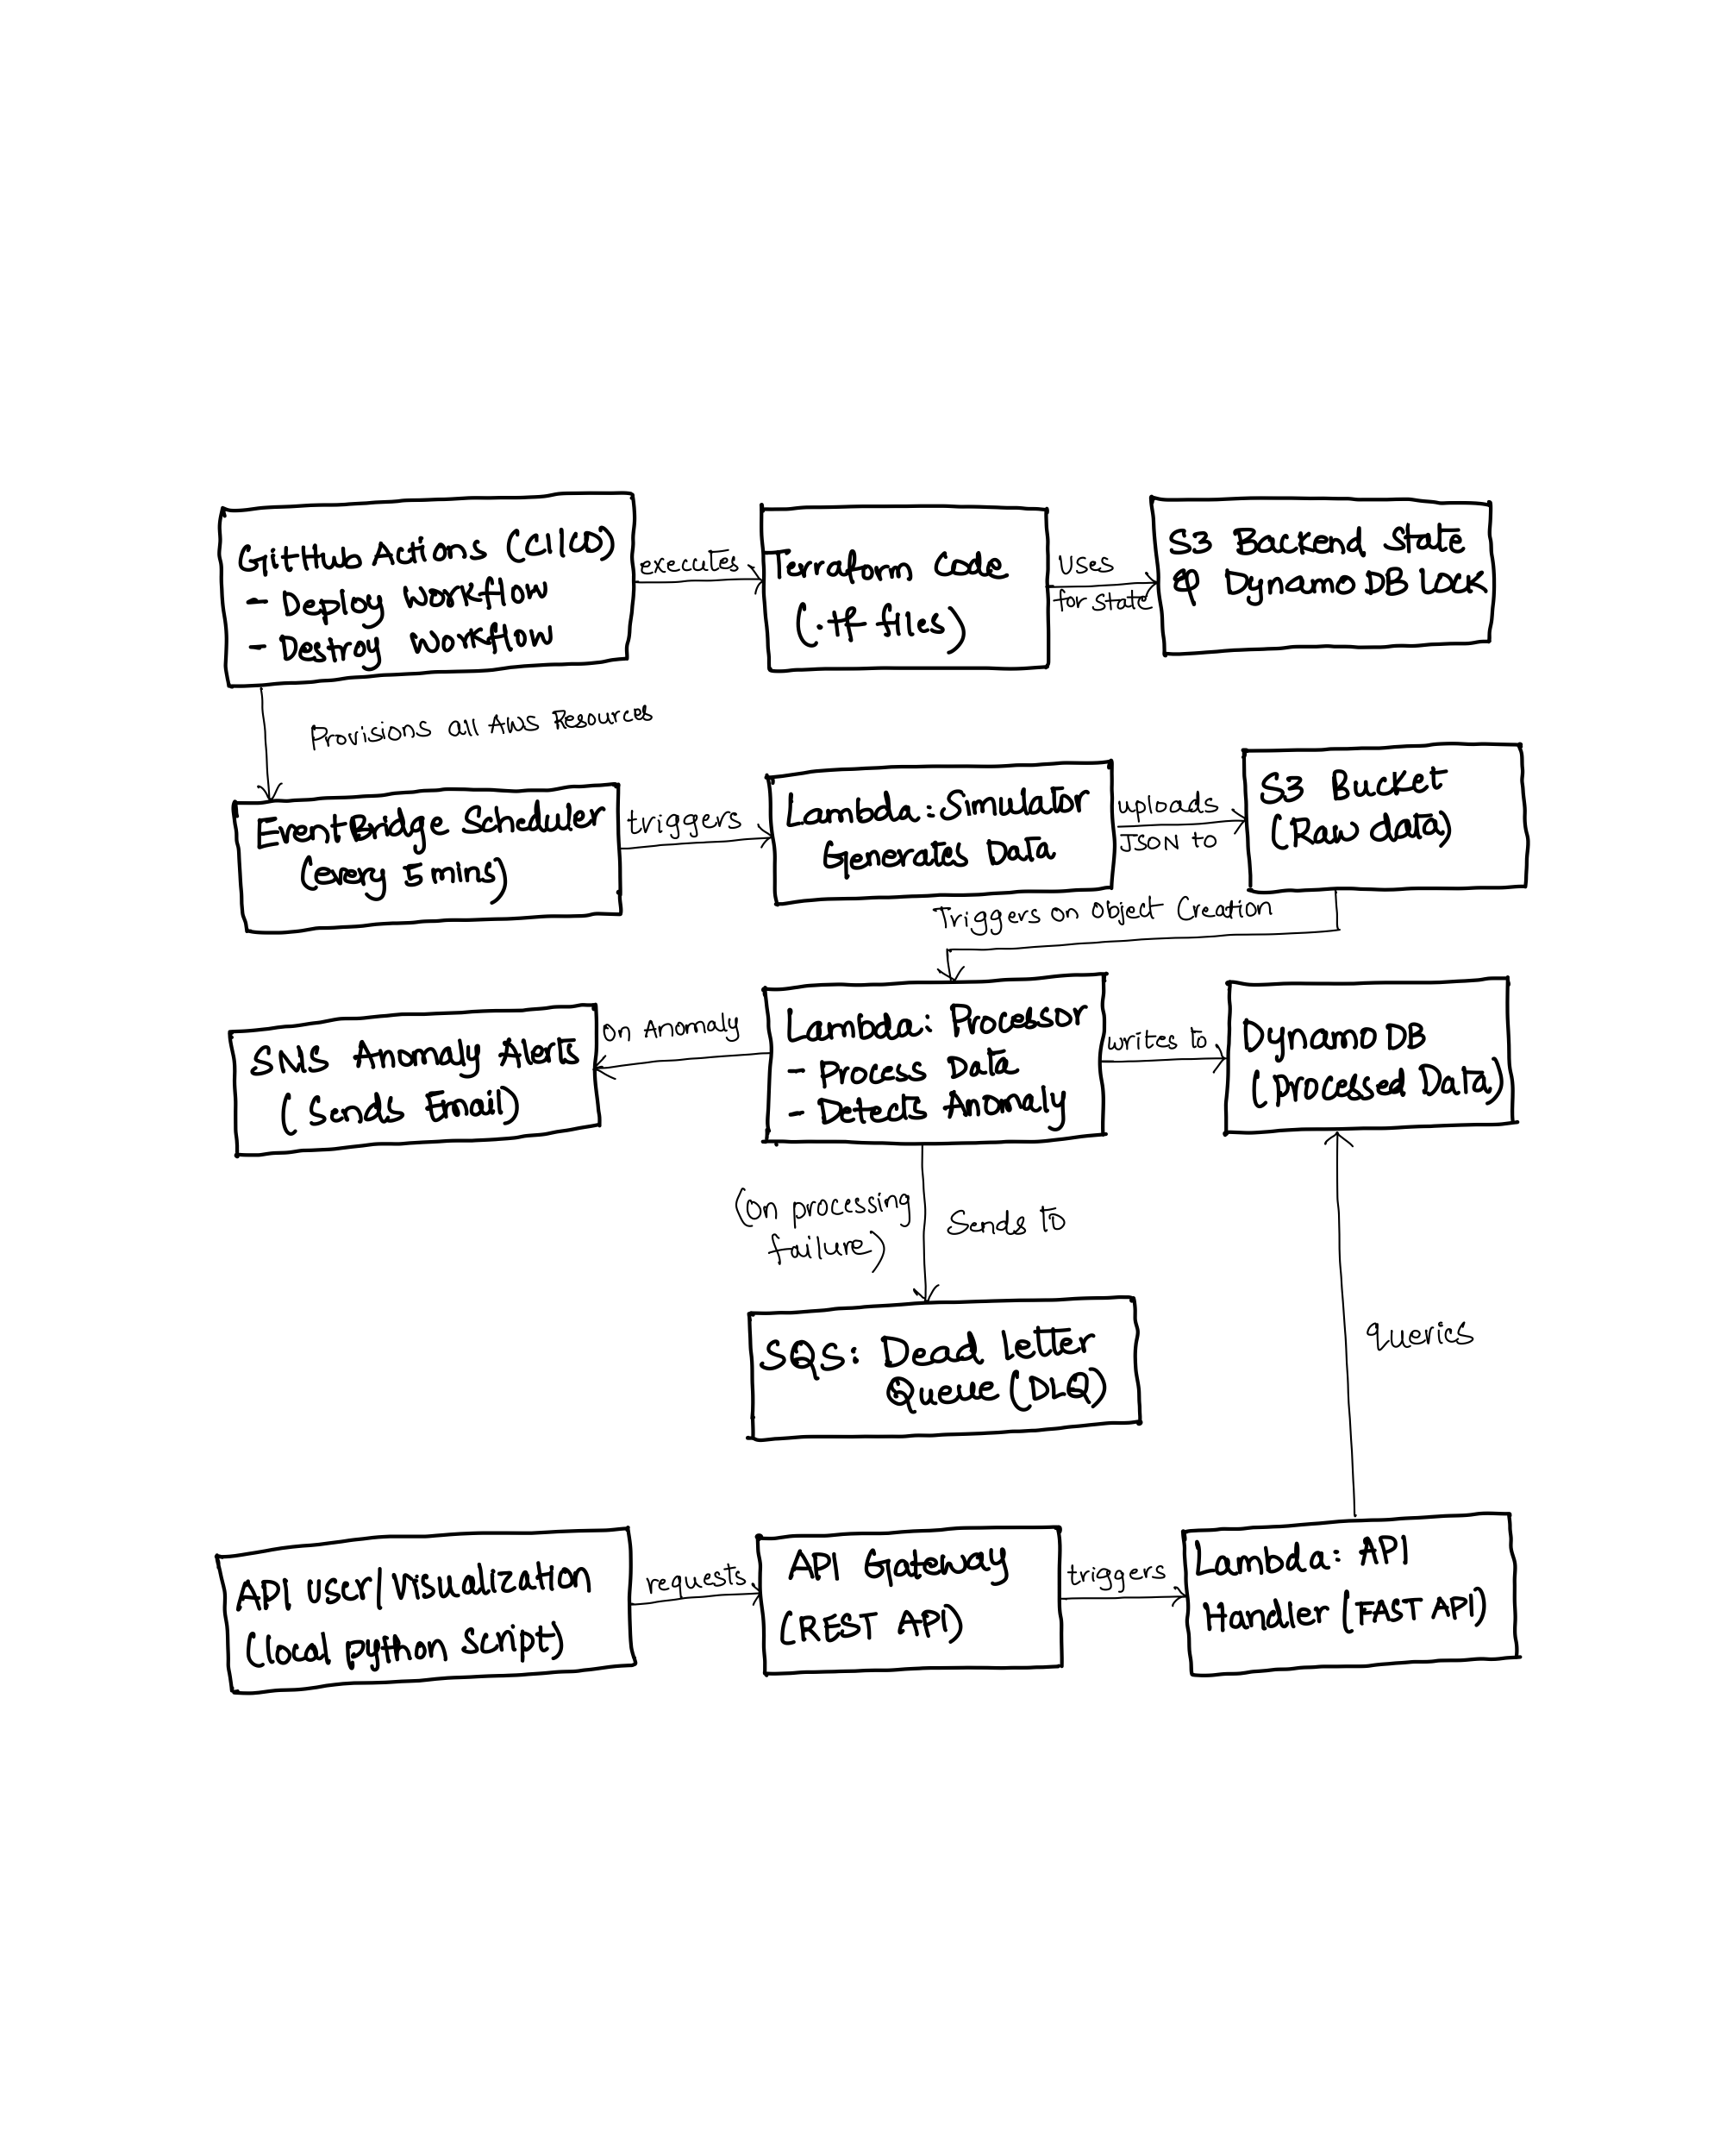 GitHub Actions (CI|CD)
- Deploy Workflow
- Destroy Workflow
executes
Terraform Code
(.tf files)
Uses
for state
S3 Backend State
& Dynamo DB Lock
Provisions all AWS Resources
EventBridge Scheduler
(every 5 mins)
triggers
Lambda: Simulator
Generates Data
uploads
JSON to
S3 Bucket
(Raw data)
Triggers on Object Creation
SNS Anomaly Alerts
(Sends Email)
On Anomaly
Lambda: Processor
- Process Data
- Detects Anomaly
writes to
Dynamo DB
(Processed Data)
(On processing
failure)
Sends to
SQS: Dead letter
Queue (DLQ)
queries
API User/Visualization
(local python script)
requests
API Gateway
(REST API)
triggers
Lambda: API
Handler (FAST API)